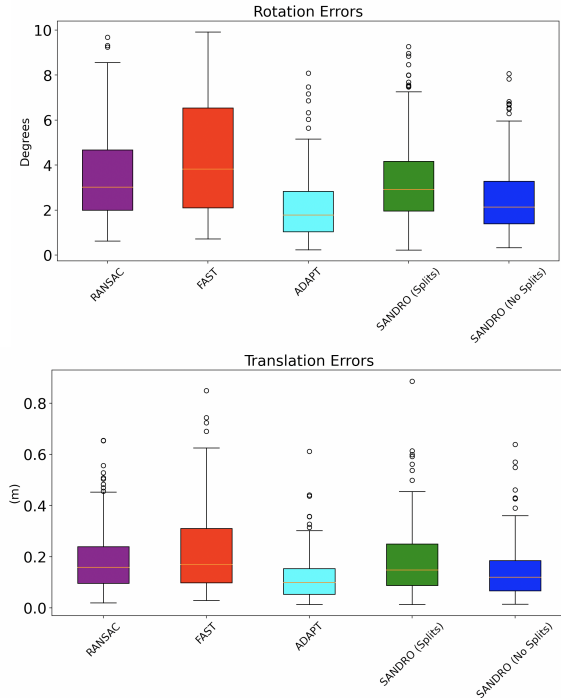 Rotation Errors
10
8
6
4
2
0
Degrees
RANSAC
FAST
ADAPT
SANDRO (Splits)
SANDRO (No Splits)
Translation Errors
0.8
0.6
0.4
0.2
0.0
(m)
RANSAC
FAST
ADAPT
SANDRO (Splits)
SANDRO (No Splits)